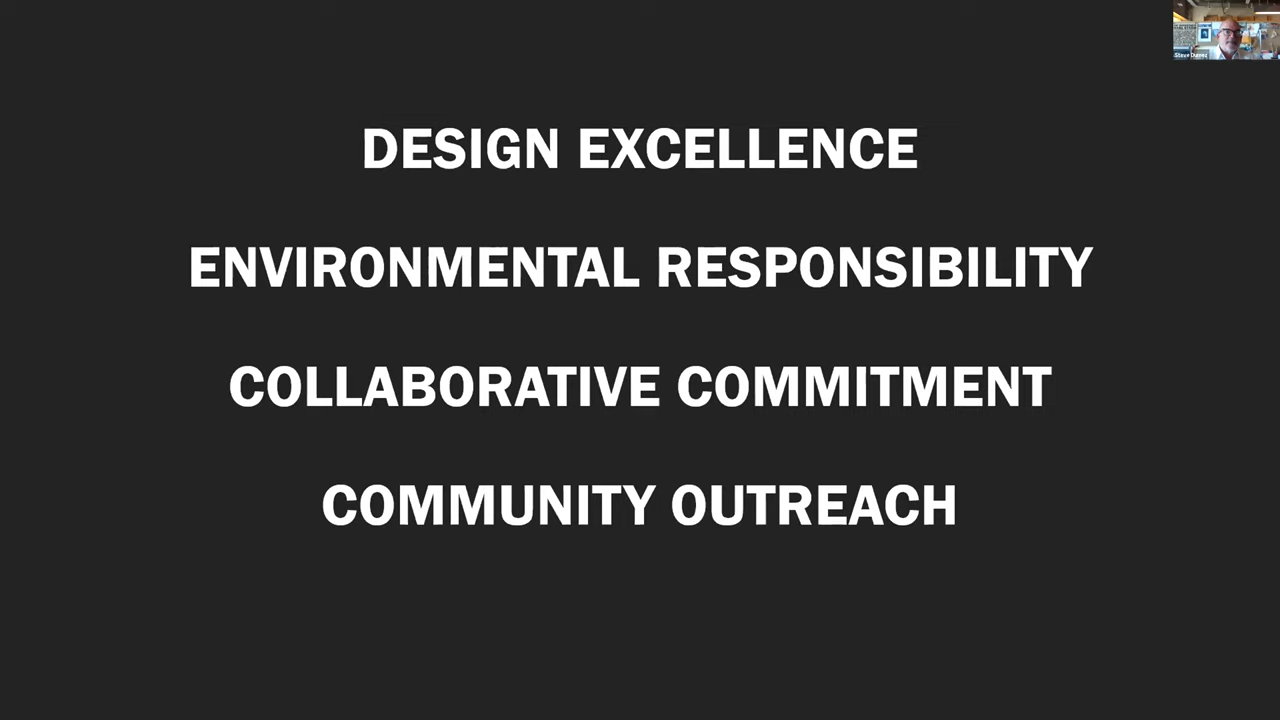 DESIGN EXCELLENCE
ENVIRONMENTAL RESPONSIBILITY
COLLABORATIVE COMMITMENT
COMMUNITY OUTREACH